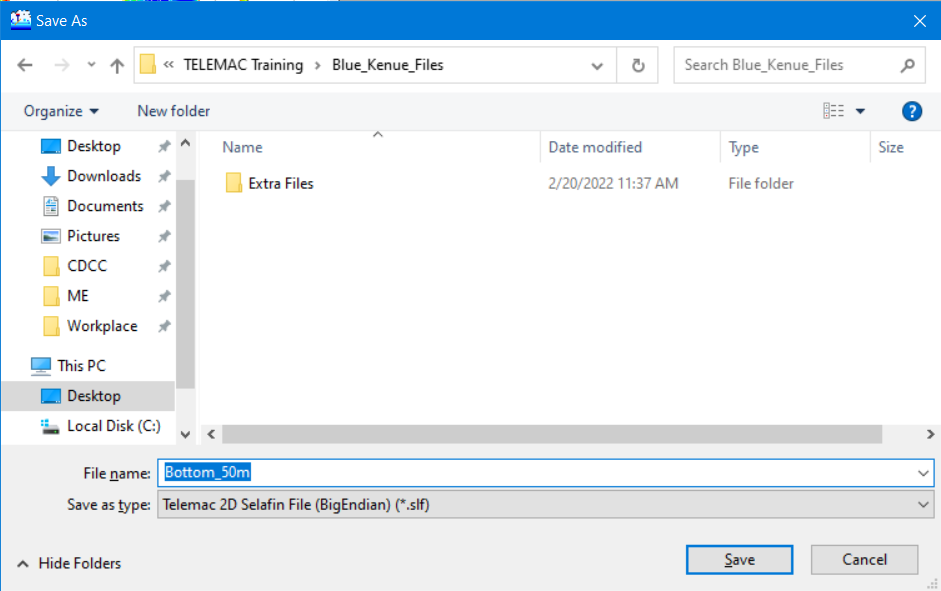 Save As
« TELEMAC Training › Blue_Kenue_Files
Search Blue_Kenue_Files
Organize
New folder
?
Name
Date modified
Type
Size
Desktop
Downloads
Documents
Pictures
CDCC
ME
Workplace
This PC
Desktop
Local Disk (C:)
Extra Files
2/20/2022 11:37 AM
File folder
File name: Bottom_50m
Save as type: Telemac 2D Selafin File (BigEndian) (*.slf)
Hide Folders
Save
Cancel